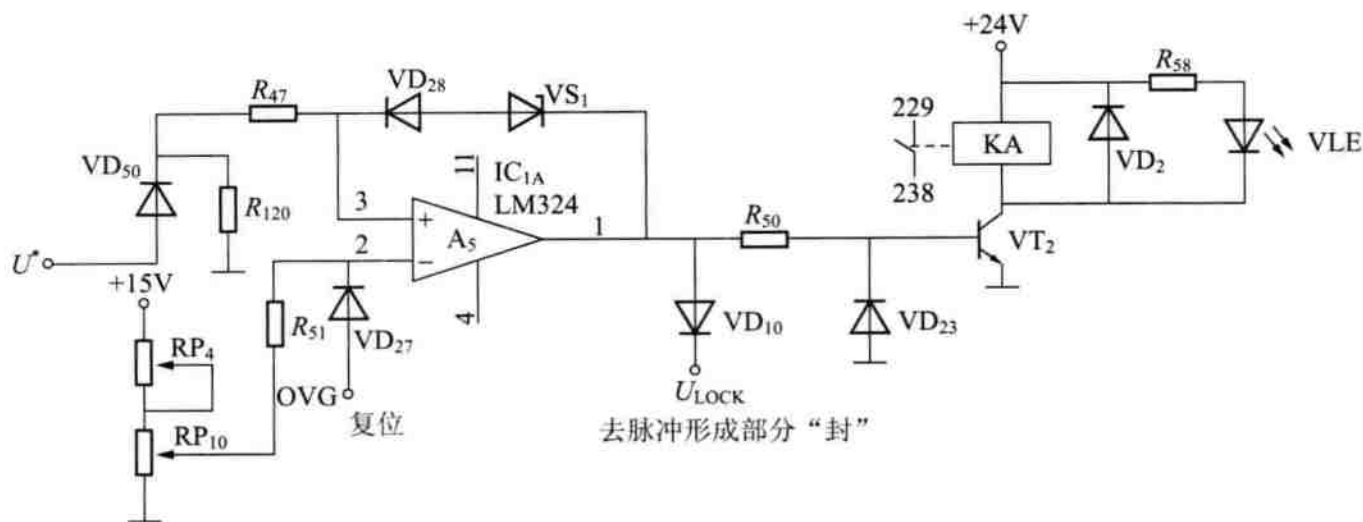 +24V
R58
VD28
VS1
R47
229
KA
VD2
VLE
238
VD50
R120
11
IC1A
LM324
3
+
A5
1
R50
VT2
2
−
U*
+15V
4
R51
VD27
VD10
VD23
RP4
OVG
复位
ULOCK
去脉冲形成部分“封”
RP10